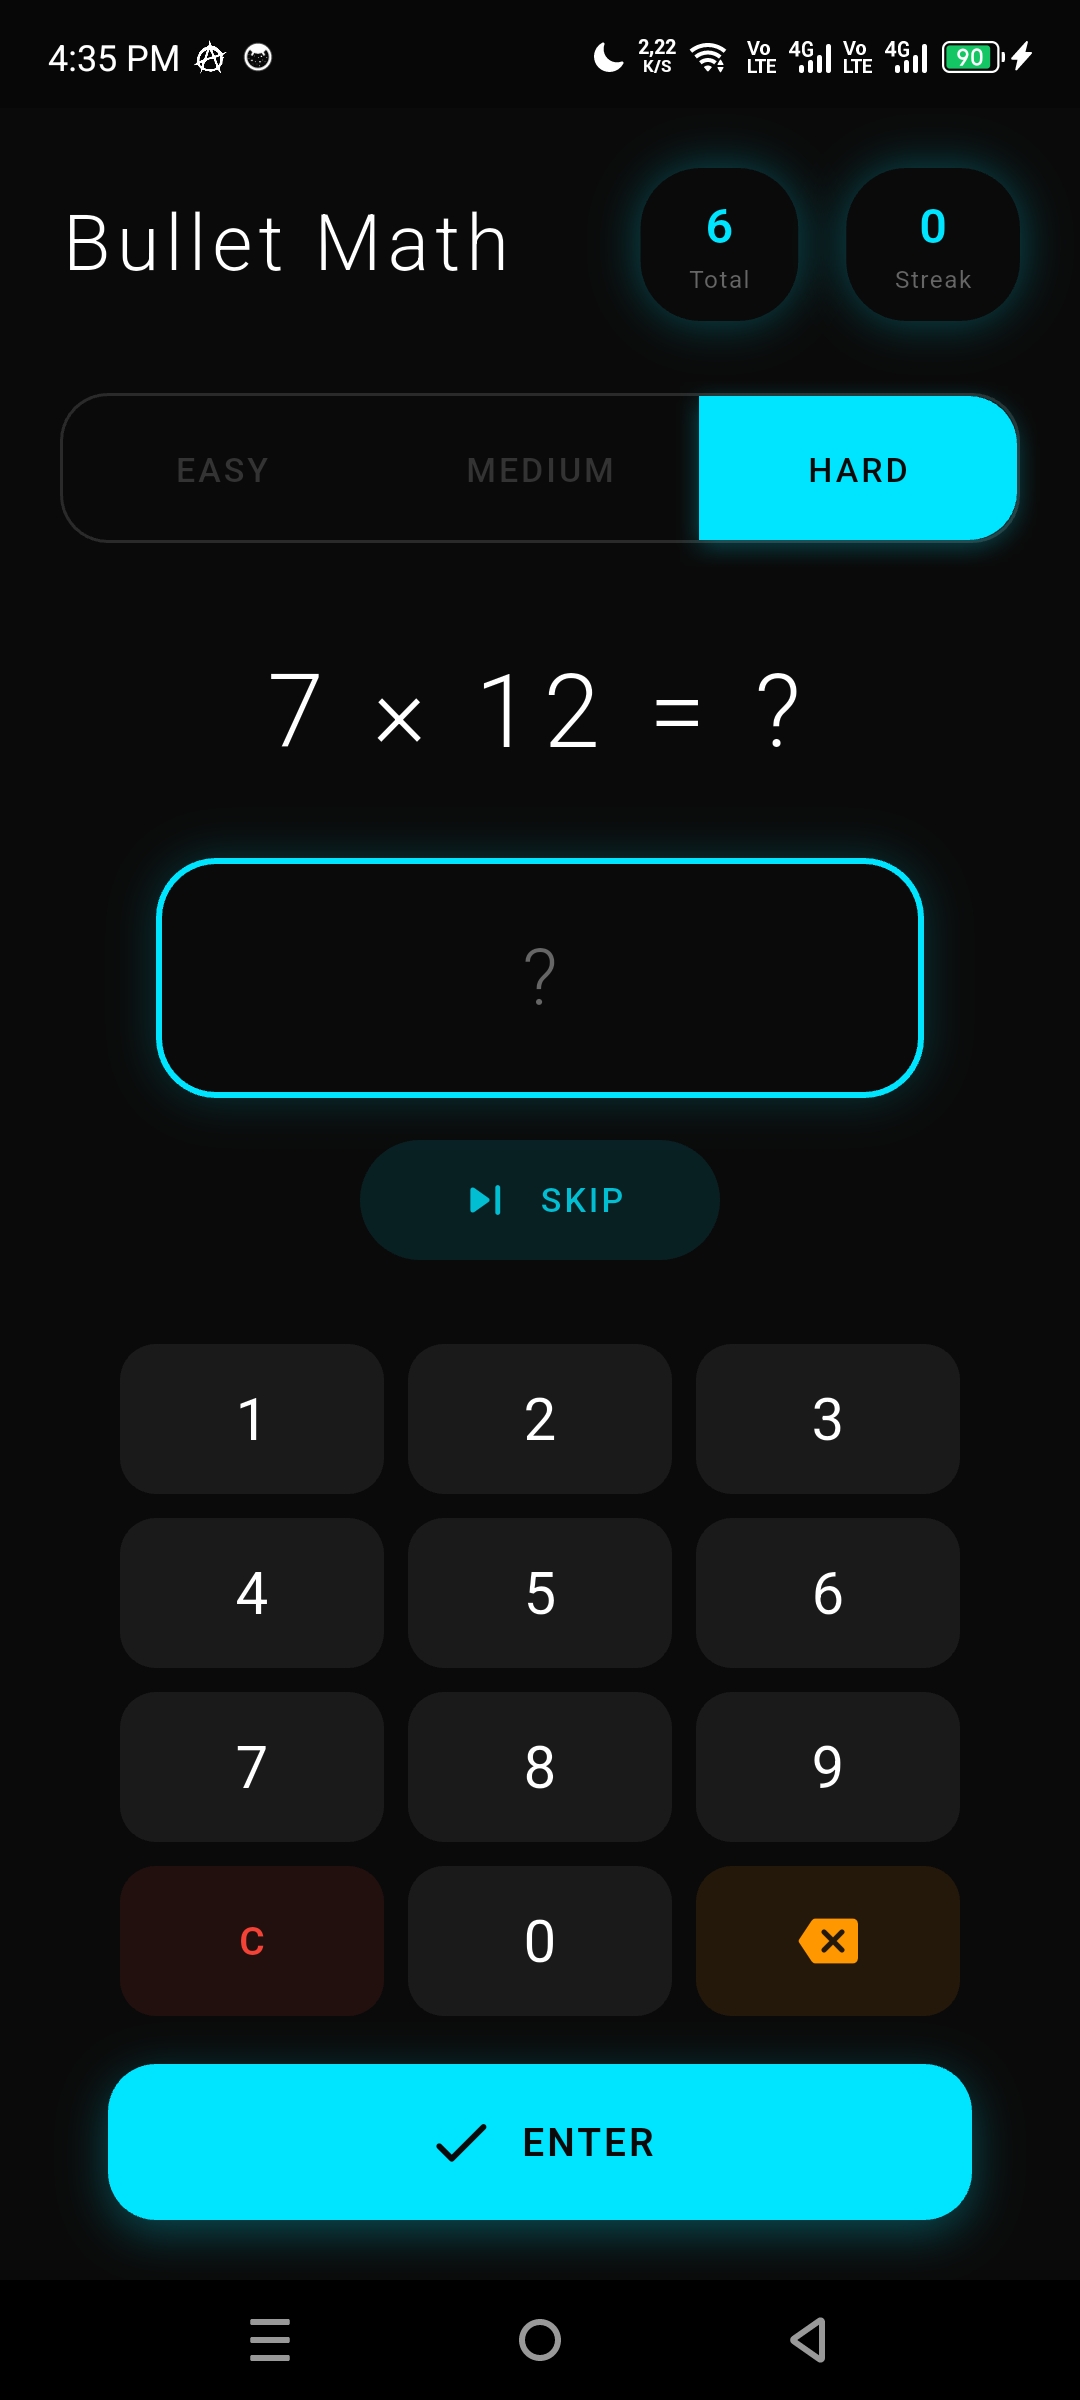 4:35 PM 2,22 K/S Vo LTE 4G Vo LTE 4G 90
Bullet Math
6
Total
0
Streak
EASY MEDIUM HARD
7 × 12 = ?
?
SKIP
1 2 3
4 5 6
7 8 9
C 0
ENTER